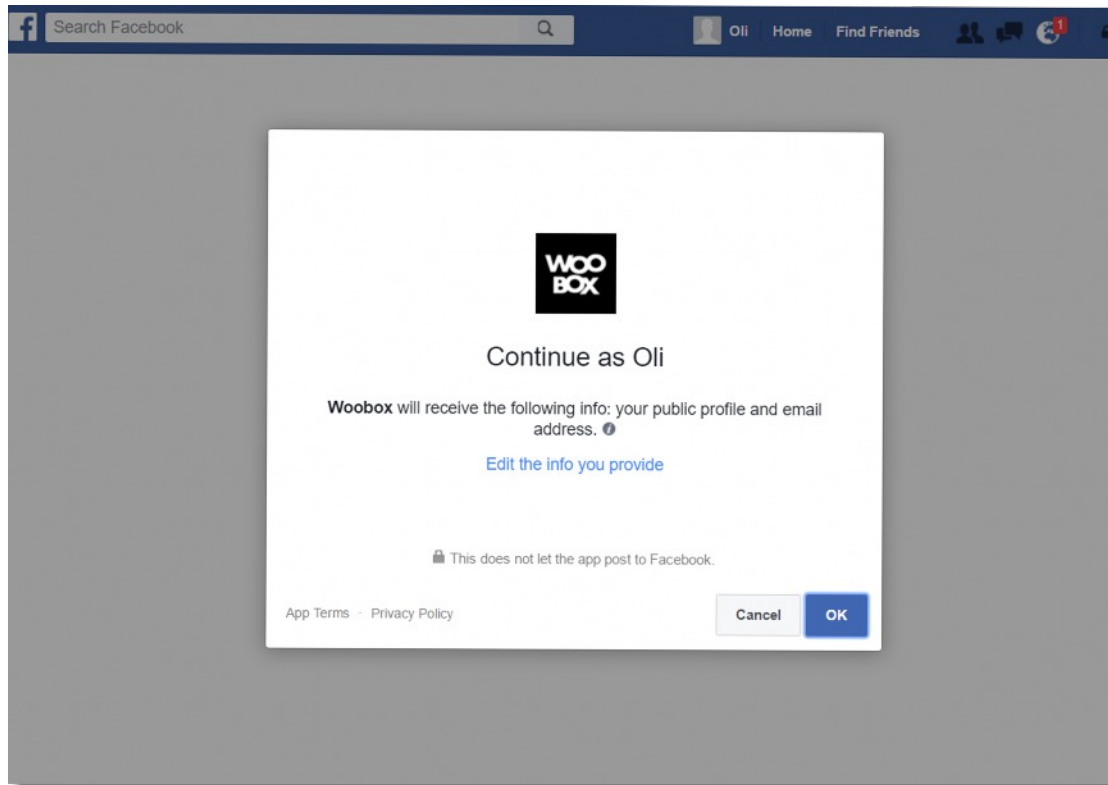 f
Search Facebook
Oli Home Find Friends 1
WOO
BOX
Continue as Oli
Woobox will receive the following info: your public profile and email
address. i
Edit the info you provide
This does not let the app post to Facebook.
App Terms · Privacy Policy
Cancel OK